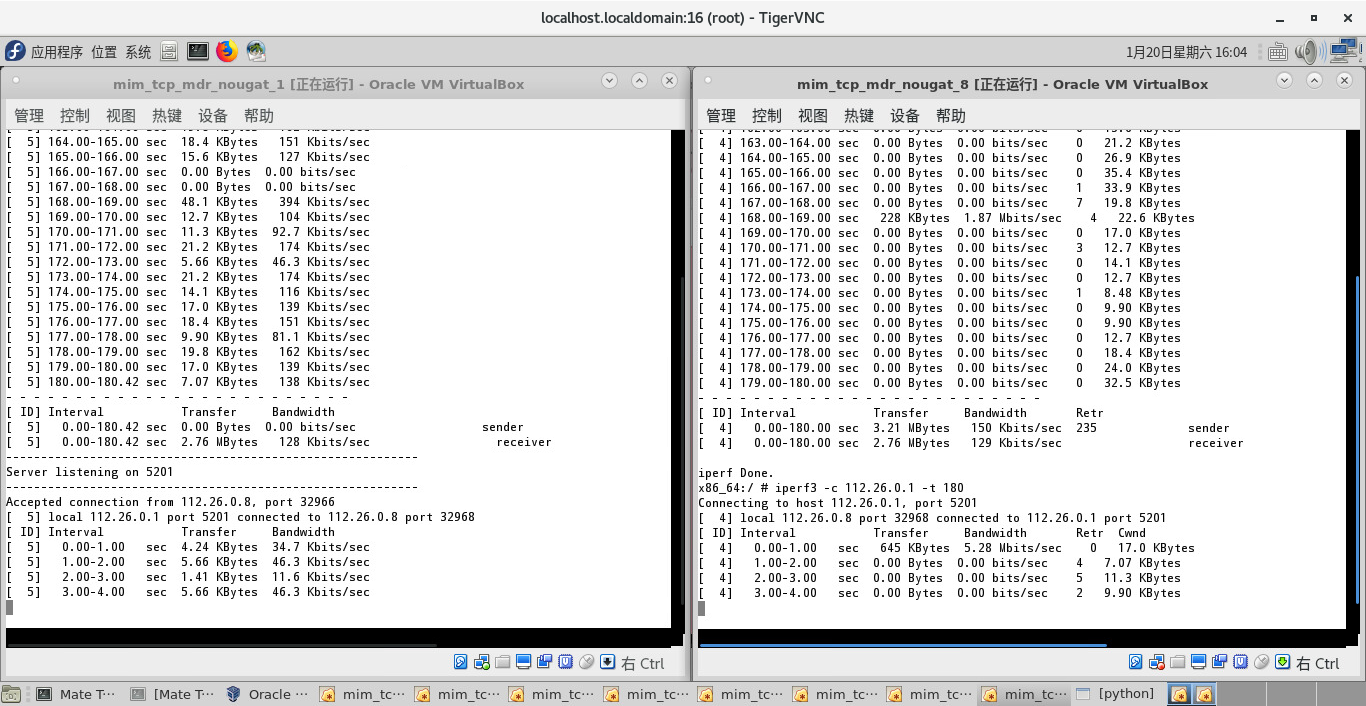 localhost.localdomain:16 (root) - TigerVNC
应用程序 位置 系统
1月20日星期六 16:04
mim_tcp_mdr_nougat_1 [正在运行] - Oracle VM VirtualBox
管理 控制 视图 热键 设备 帮助
[ 5] 164.00-165.00 sec 18.4 KBytes 151 Kbits/sec
[ 5] 165.00-166.00 sec 15.6 KBytes 127 Kbits/sec
[ 5] 166.00-167.00 sec 0.00 Bytes 0.00 bits/sec
[ 5] 167.00-168.00 sec 0.00 Bytes 0.00 bits/sec
[ 5] 168.00-169.00 sec 48.1 KBytes 394 Kbits/sec
[ 5] 169.00-170.00 sec 12.7 KBytes 104 Kbits/sec
[ 5] 170.00-171.00 sec 11.3 KBytes 92.7 Kbits/sec
[ 5] 171.00-172.00 sec 21.2 KBytes 174 Kbits/sec
[ 5] 172.00-173.00 sec 5.66 KBytes 46.3 Kbits/sec
[ 5] 173.00-174.00 sec 21.2 KBytes 174 Kbits/sec
[ 5] 174.00-175.00 sec 14.1 KBytes 116 Kbits/sec
[ 5] 175.00-176.00 sec 17.0 KBytes 139 Kbits/sec
[ 5] 176.00-177.00 sec 18.4 KBytes 151 Kbits/sec
[ 5] 177.00-178.00 sec 9.90 KBytes 81.1 Kbits/sec
[ 5] 178.00-179.00 sec 19.8 KBytes 162 Kbits/sec
[ 5] 179.00-180.00 sec 17.0 KBytes 139 Kbits/sec
[ 5] 180.00-180.42 sec 7.07 KBytes 138 Kbits/sec
- - - - - - - - - - - - - - - - - - - - - - - - -
[ ID] Interval Transfer Bandwidth
[ 5] 0.00-180.42 sec 0.00 Bytes 0.00 bits/sec sender
[ 5] 0.00-180.42 sec 2.76 MBytes 128 Kbits/sec receiver
-----------------------------------------------------------
Server listening on 5201
-----------------------------------------------------------
Accepted connection from 112.26.0.8, port 32966
[ 5] local 112.26.0.1 port 5201 connected to 112.26.0.8 port 32968
[ ID] Interval Transfer Bandwidth
[ 5] 0.00-1.00 sec 4.24 KBytes 34.7 Kbits/sec
[ 5] 1.00-2.00 sec 5.66 KBytes 46.3 Kbits/sec
[ 5] 2.00-3.00 sec 1.41 KBytes 11.6 Kbits/sec
[ 5] 3.00-4.00 sec 5.66 KBytes 46.3 Kbits/sec
右 Ctrl
mim_tcp_mdr_nougat_8 [正在运行] - Oracle VM VirtualBox
管理 控制 视图 热键 设备 帮助
[ 4] 163.00-164.00 sec 0.00 Bytes 0.00 bits/sec 0 21.2 KBytes
[ 4] 164.00-165.00 sec 0.00 Bytes 0.00 bits/sec 0 26.9 KBytes
[ 4] 165.00-166.00 sec 0.00 Bytes 0.00 bits/sec 0 35.4 KBytes
[ 4] 166.00-167.00 sec 0.00 Bytes 0.00 bits/sec 1 33.9 KBytes
[ 4] 167.00-168.00 sec 0.00 Bytes 0.00 bits/sec 7 19.8 KBytes
[ 4] 168.00-169.00 sec 228 KBytes 1.87 Mbits/sec 4 22.6 KBytes
[ 4] 169.00-170.00 sec 0.00 Bytes 0.00 bits/sec 0 17.0 KBytes
[ 4] 170.00-171.00 sec 0.00 Bytes 0.00 bits/sec 3 12.7 KBytes
[ 4] 171.00-172.00 sec 0.00 Bytes 0.00 bits/sec 0 14.1 KBytes
[ 4] 172.00-173.00 sec 0.00 Bytes 0.00 bits/sec 0 12.7 KBytes
[ 4] 173.00-174.00 sec 0.00 Bytes 0.00 bits/sec 1 8.48 KBytes
[ 4] 174.00-175.00 sec 0.00 Bytes 0.00 bits/sec 0 9.90 KBytes
[ 4] 175.00-176.00 sec 0.00 Bytes 0.00 bits/sec 0 9.90 KBytes
[ 4] 176.00-177.00 sec 0.00 Bytes 0.00 bits/sec 0 12.7 KBytes
[ 4] 177.00-178.00 sec 0.00 Bytes 0.00 bits/sec 0 18.4 KBytes
[ 4] 178.00-179.00 sec 0.00 Bytes 0.00 bits/sec 0 24.0 KBytes
[ 4] 179.00-180.00 sec 0.00 Bytes 0.00 bits/sec 0 32.5 KBytes
- - - - - - - - - - - - - - - - - - - - - - - - -
[ ID] Interval Transfer Bandwidth Retr
[ 4] 0.00-180.00 sec 3.21 MBytes 150 Kbits/sec 235 sender
[ 4] 0.00-180.00 sec 2.76 MBytes 129 Kbits/sec receiver
iperf Done.
x86_64:/ # iperf3 -c 112.26.0.1 -t 180
Connecting to host 112.26.0.1, port 5201
[ 4] local 112.26.0.8 port 32968 connected to 112.26.0.1 port 5201
[ ID] Interval Transfer Bandwidth Retr Cwnd
[ 4] 0.00-1.00 sec 645 KBytes 5.28 Mbits/sec 0 17.0 KBytes
[ 4] 1.00-2.00 sec 0.00 Bytes 0.00 bits/sec 4 7.07 KBytes
[ 4] 2.00-3.00 sec 0.00 Bytes 0.00 bits/sec 5 11.3 KBytes
[ 4] 3.00-4.00 sec 0.00 Bytes 0.00 bits/sec 2 9.90 KBytes
右 Ctrl
Mate T··· [Mate T··· Oracle ··· mim_tc··· mim_tc··· mim_tc··· mim_tc··· mim_tc··· mim_tc··· mim_tc··· mim_tc··· [python]